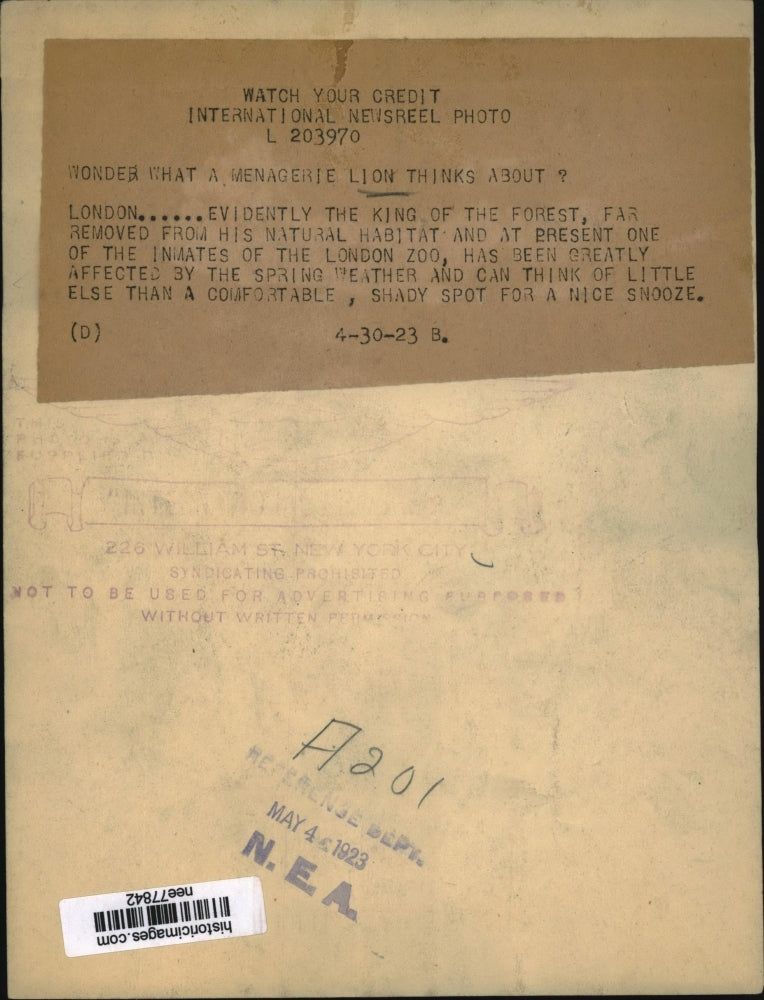 WATCH YOUR CREDIT
INTERNATIONAL NEWSREEL PHOTO
L 203970
WONDER WHAT A MENAGERIE LION THINKS ABOUT ?
LONDON......EVIDENTLY THE KING OF THE FOREST, FAR
REMOVED FROM HIS NATURAL HABITAT AND AT PRESENT ONE
OF THE INMATES OF THE LONDON ZOO, HAS BEEN GREATLY
AFFECTED BY THE SPRING WEATHER AND CAN THINK OF LITTLE
ELSE THAN A COMFORTABLE , SHADY SPOT FOR A NICE SNOOZE.
(D) 4-30-23 B.
226 WILLIAM ST. NEW YORK CITY
SYNDICATING PROHIBITED
NOT TO BE USED FOR ADVERTISING PURPOSES
WITHOUT WRITTEN PERMISSION
A201
REFERENCE DEPT.
MAY 4 1923
N.E.A.
historicimages.com
nee77842